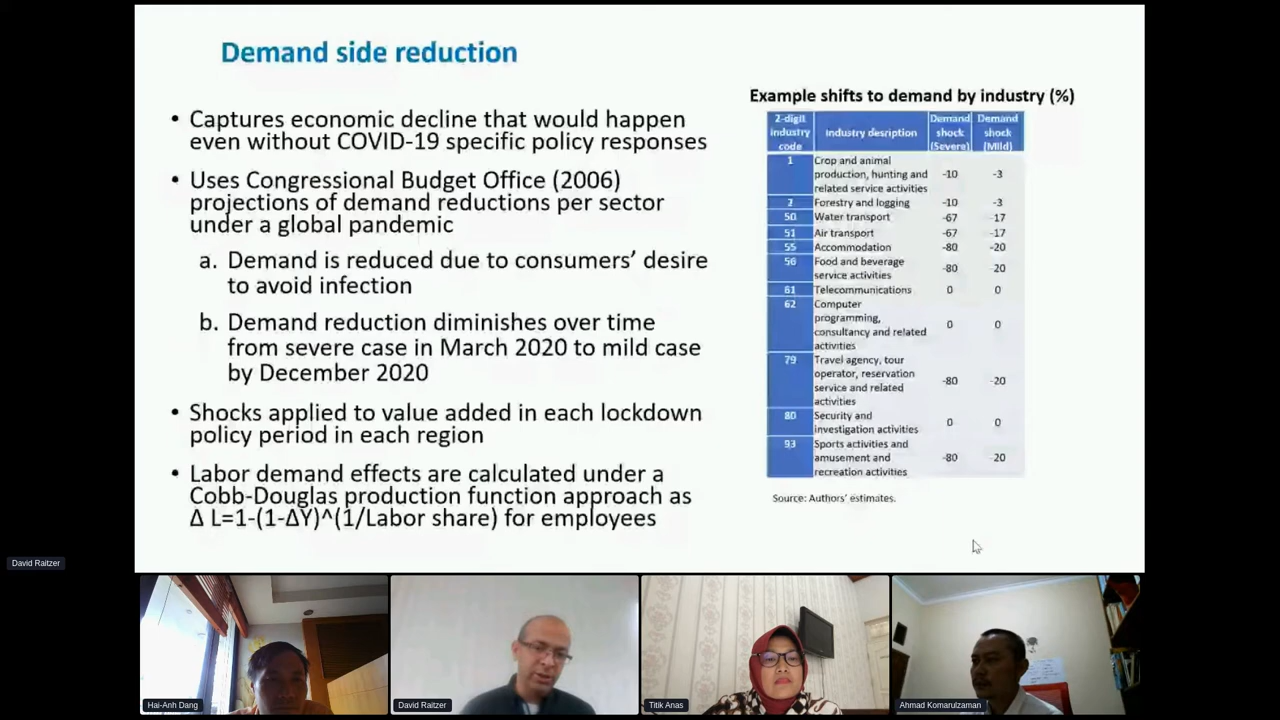 Demand side reduction
• Captures economic decline that would happen
even without COVID-19 specific policy responses
• Uses Congressional Budget Office (2006)
projections of demand reductions per sector
under a global pandemic
a. Demand is reduced due to consumers’ desire
to avoid infection
b. Demand reduction diminishes over time
from severe case in March 2020 to mild case
by December 2020
• Shocks applied to value added in each lockdown
policy period in each region
• Labor demand effects are calculated under a
Cobb-Douglas production function approach as
Δ L=1-(1-ΔY)^(1/Labor share) for employees
Example shifts to demand by industry (%)
2-digit industry code | Industry desription | Demand shock (Severe) | Demand shock (Mild)
1 | Crop and animal production, hunting and related service activities | -10 | -3
2 | Forestry and logging | -10 | -3
50 | Water transport | -67 | -17
51 | Air transport | -67 | -17
55 | Accommodation | -80 | -20
56 | Food and beverage service activities | -80 | -20
61 | Telecommunications | 0 | 0
62 | Computer programming, consultancy and related activities | 0 | 0
79 | Travel agency, tour operator, reservation service and related activities | -80 | -20
80 | Security and investigation activities | 0 | 0
93 | Sports activities and amusement and recreation activities | -80 | -20
Source: Authors’ estimates.
David Raitzer
Hai-Anh Dang
David Raitzer
Titik Anas
Ahmad Komarulzaman